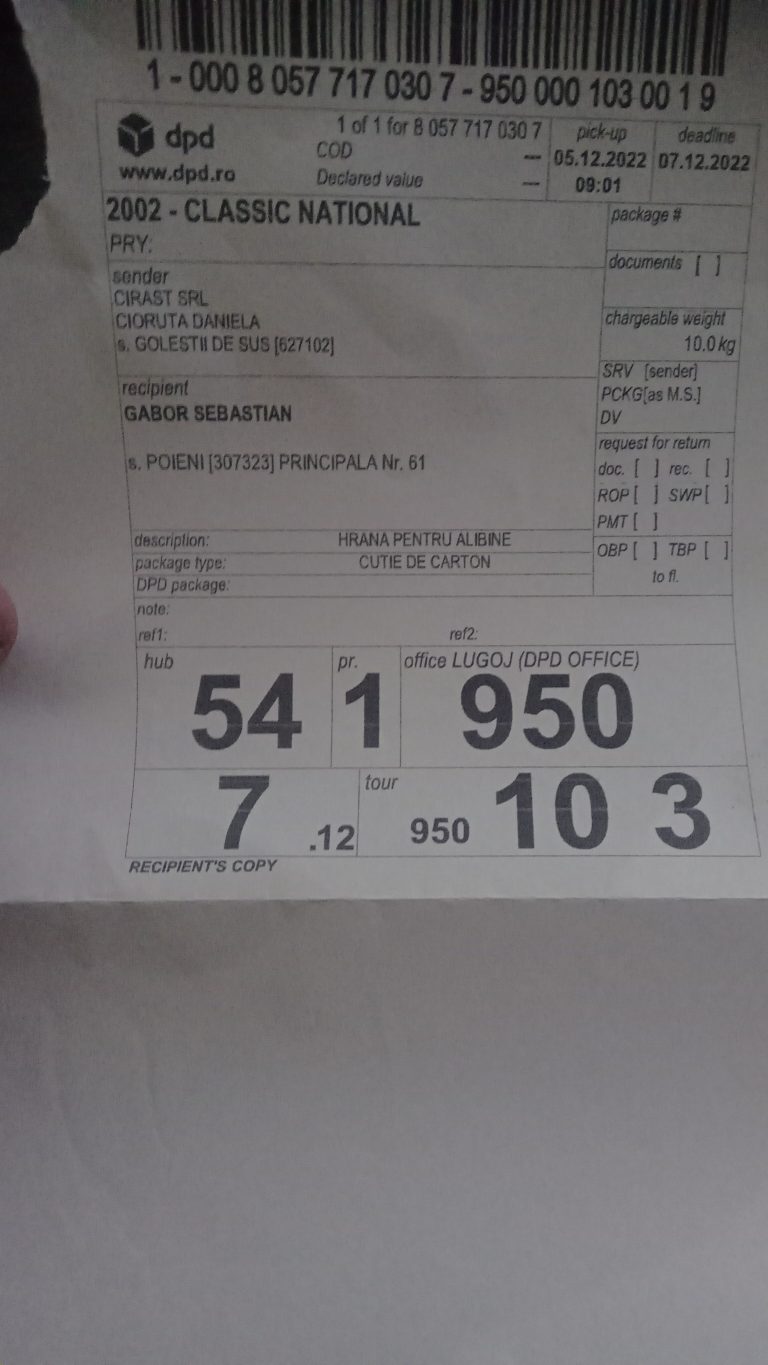 1 - 000 8 057 717 030 7 - 950 000 103 00 1 9
dpd
www.dpd.ro
1 of 1 for 8 057 717 030 7
COD ---
Declared value ---
pick-up
05.12.2022
09:01
deadline
07.12.2022
2002 - CLASSIC NATIONAL
PRY:
package #
documents [ ]
sender
CIRAST SRL
CIORUTA DANIELA
s. GOLESTII DE SUS [627102]
chargeable weight
10.0 kg
SRV [sender]
PCKG[as M.S.]
DV
recipient
GABOR SEBASTIAN
s. POIENI [307323] PRINCIPALA Nr. 61
request for return
doc. [ ] rec. [ ]
ROP [ ] SWP [ ]
PMT [ ]
OBP [ ] TBP [ ]
to fl.
description: HRANA PENTRU ALIBINE
package type: CUTIE DE CARTON
DPD package:
note:
ref1: ref2:
hub pr. office LUGOJ (DPD OFFICE)
54 1 950
tour
7 .12 950 10 3
RECIPIENT'S COPY